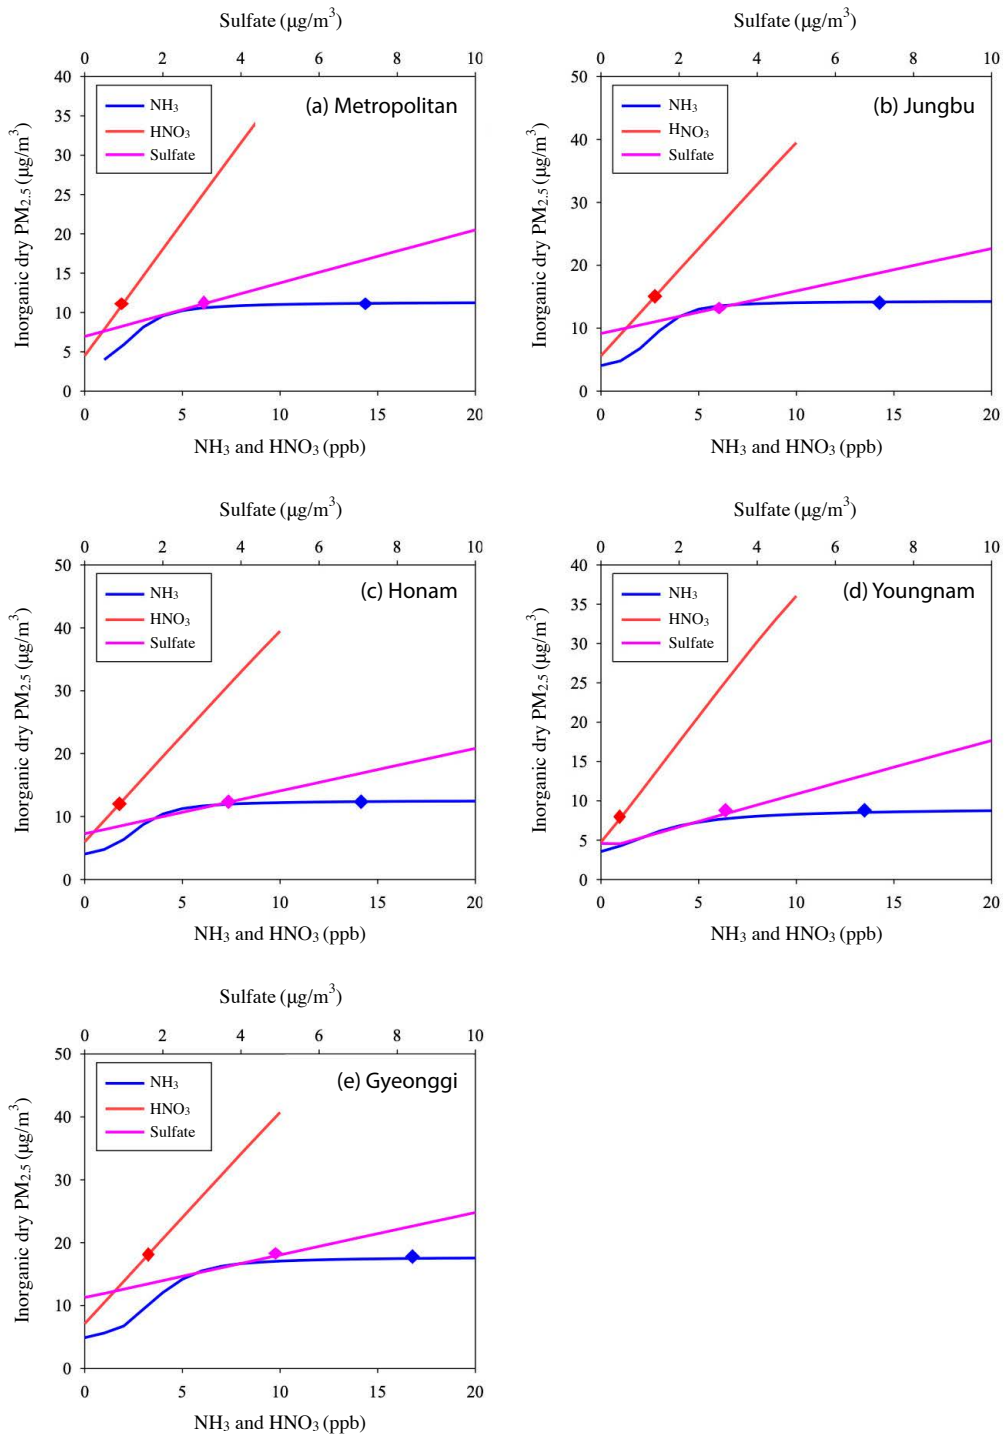 Sulfate (μg/m³)
0 2 4 6 8 10
40
35
30
25
20
15
10
5
0
Inorganic dry PM₂.₅ (μg/m³)
NH₃
HNO₃
Sulfate
(a) Metropolitan
0 5 10 15 20
NH₃ and HNO₃ (ppb)
Sulfate (μg/m³)
0 2 4 6 8 10
50
40
30
20
10
0
Inorganic dry PM₂.₅ (μg/m³)
NH₃
HNO₃
Sulfate
(b) Jungbu
0 5 10 15 20
NH₃ and HNO₃ (ppb)
Sulfate (μg/m³)
0 2 4 6 8 10
50
40
30
20
10
0
Inorganic dry PM₂.₅ (μg/m³)
NH₃
HNO₃
Sulfate
(c) Honam
0 5 10 15 20
NH₃ and HNO₃ (ppb)
Sulfate (μg/m³)
0 2 4 6 8 10
40
35
30
25
20
15
10
5
0
Inorganic dry PM₂.₅ (μg/m³)
NH₃
HNO₃
Sulfate
(d) Youngnam
0 5 10 15 20
NH₃ and HNO₃ (ppb)
Sulfate (μg/m³)
0 2 4 6 8 10
50
40
30
20
10
0
Inorganic dry PM₂.₅ (μg/m³)
NH₃
HNO₃
Sulfate
(e) Gyeonggi
0 5 10 15 20
NH₃ and HNO₃ (ppb)